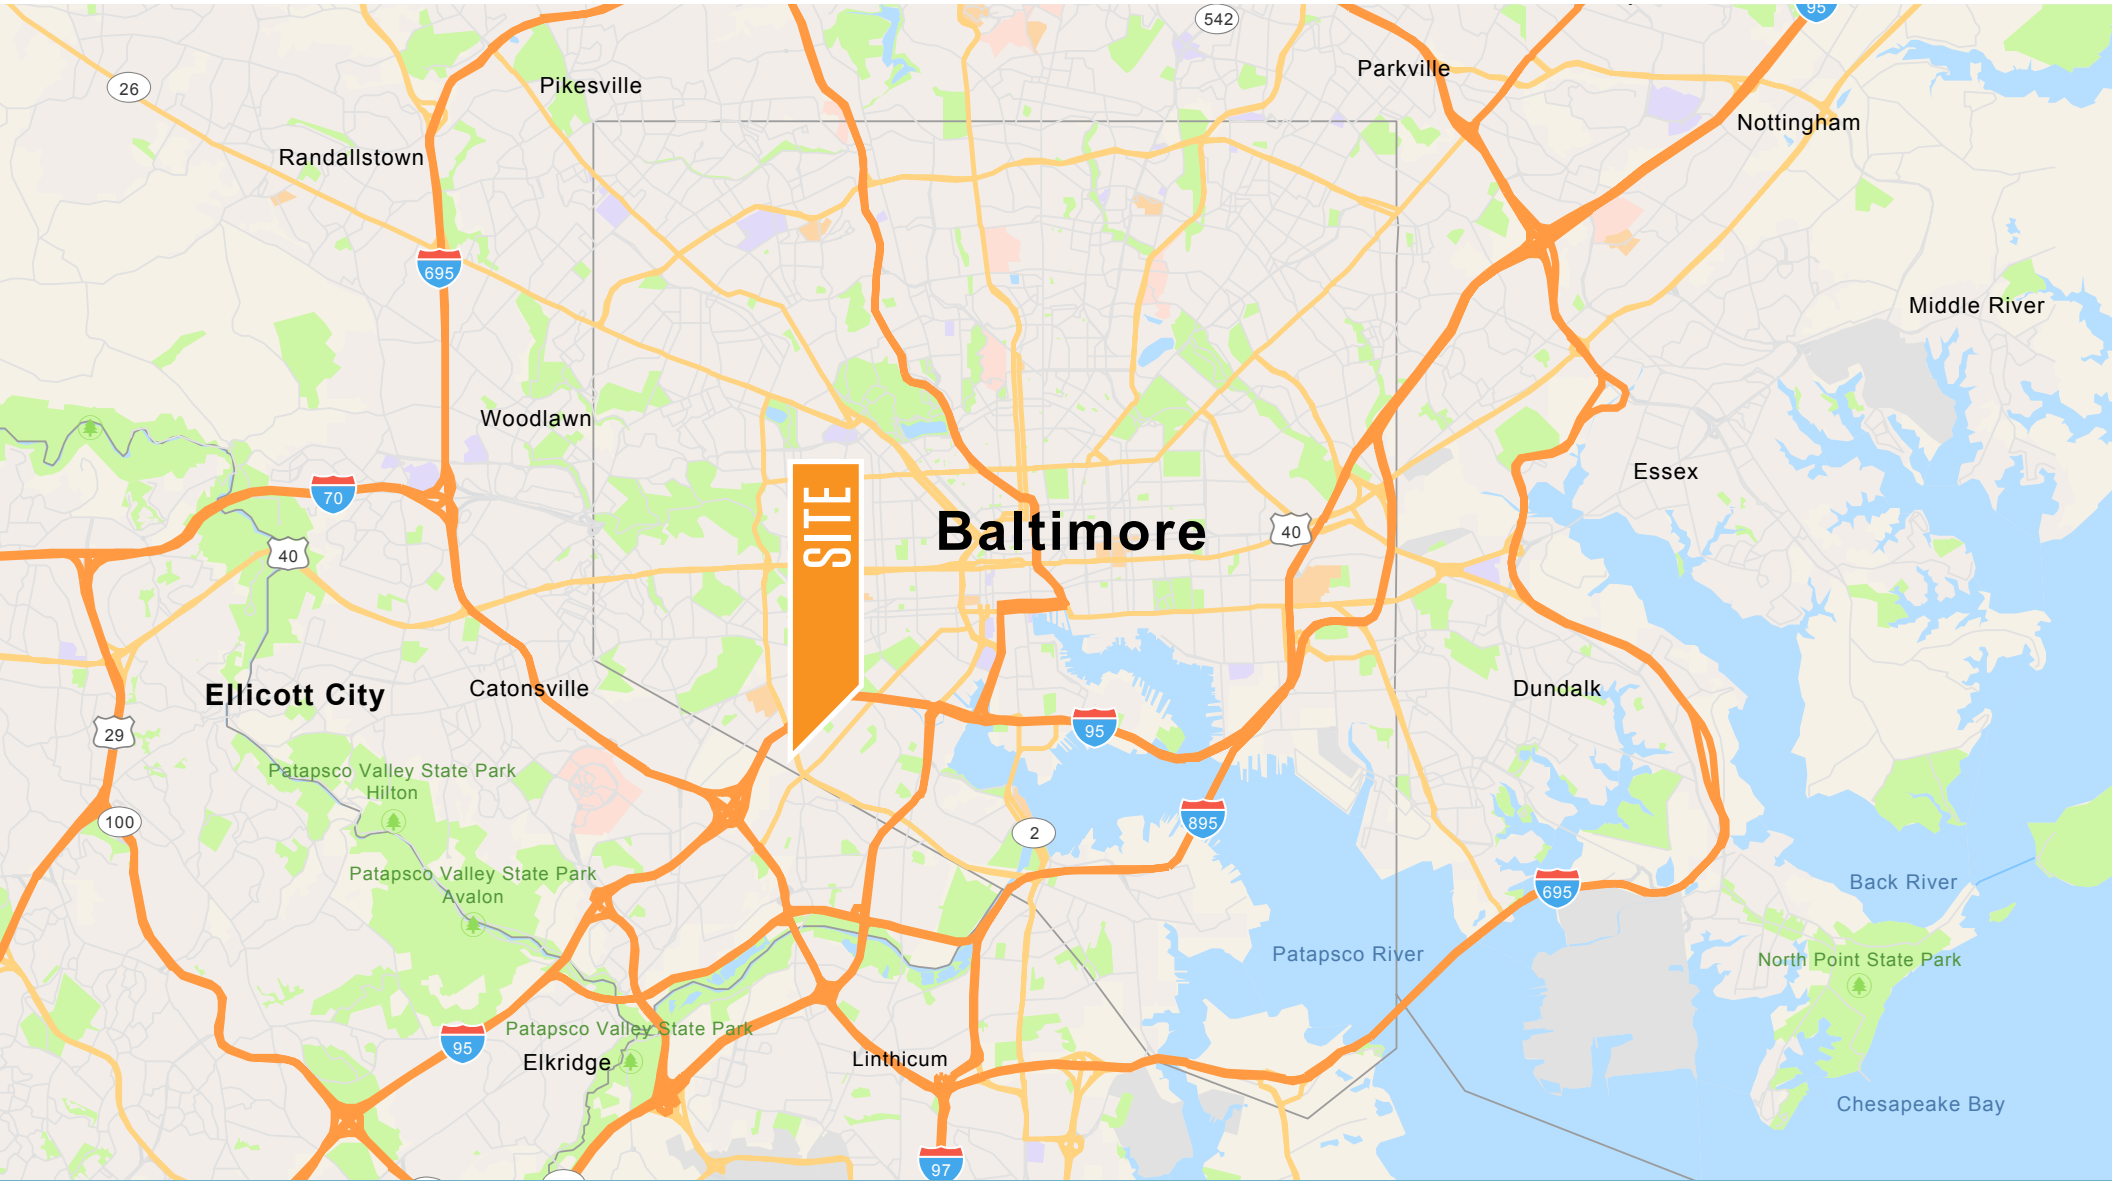 95
542
Parkville
Pikesville
26
Nottingham
Randallstown
695
Middle River
Woodlawn
Essex
70
SITE
Baltimore
40
40
Ellicott City
Catonsville
Dundalk
29
95
Patapsco Valley State Park
Hilton
100
895
2
Patapsco Valley State Park
Avalon
695
Back River
Patapsco River
North Point State Park
95
Patapsco Valley State Park
Elkridge
Linthicum
Chesapeake Bay
97